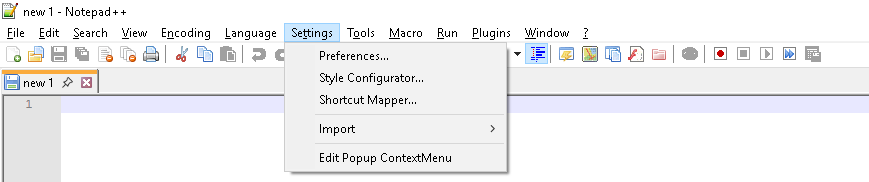 new 1 - Notepad++
File Edit Search View Encoding Language Settings Tools Macro Run Plugins Window ?
new 1
1
Preferences...
Style Configurator...
Shortcut Mapper...
Import
Edit Popup ContextMenu